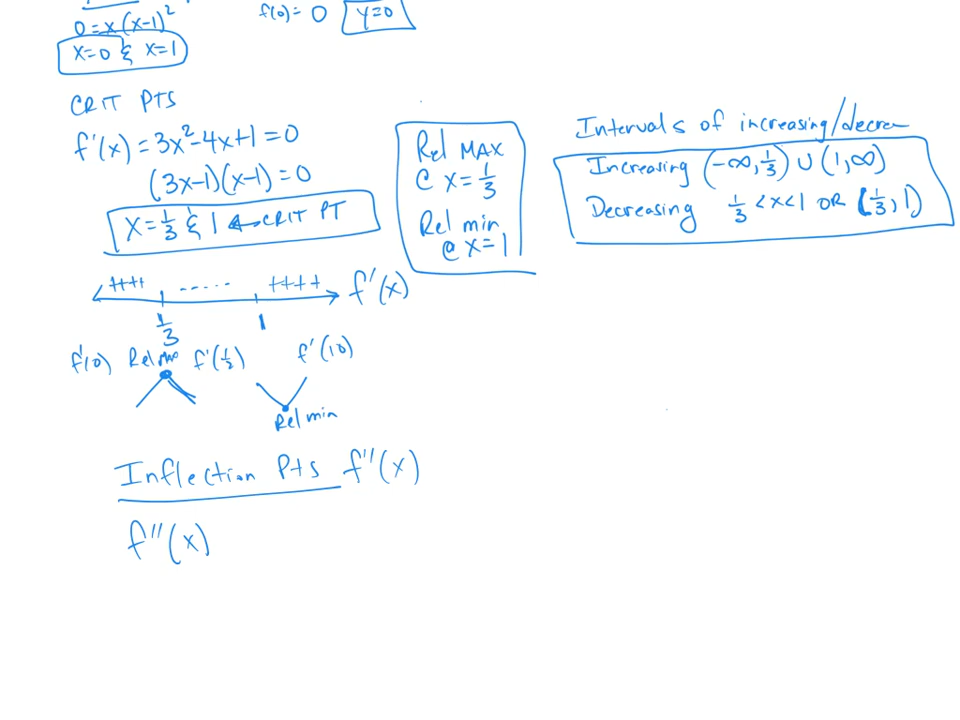 0 = x(x-1)²
f(0) = 0  y=0
x=0 & x=1
CRIT PTS
f'(x) = 3x²-4x+1 = 0
(3x-1)(x-1) = 0
x = 1/3 & 1 ← CRIT PT
Rel MAX
@ x = 1/3
Rel min
@ x = 1
Intervals of increasing/decrea
Increasing (-∞, 1/3) ∪ (1, ∞)
Decreasing 1/3 < x < 1 OR (1/3, 1)
++++ ..... ++++ f'(x)
1/3 1
f'(0) Rel MAX f'(1/2) f'(10)
Rel min
Inflection Pts f''(x)
f''(x)